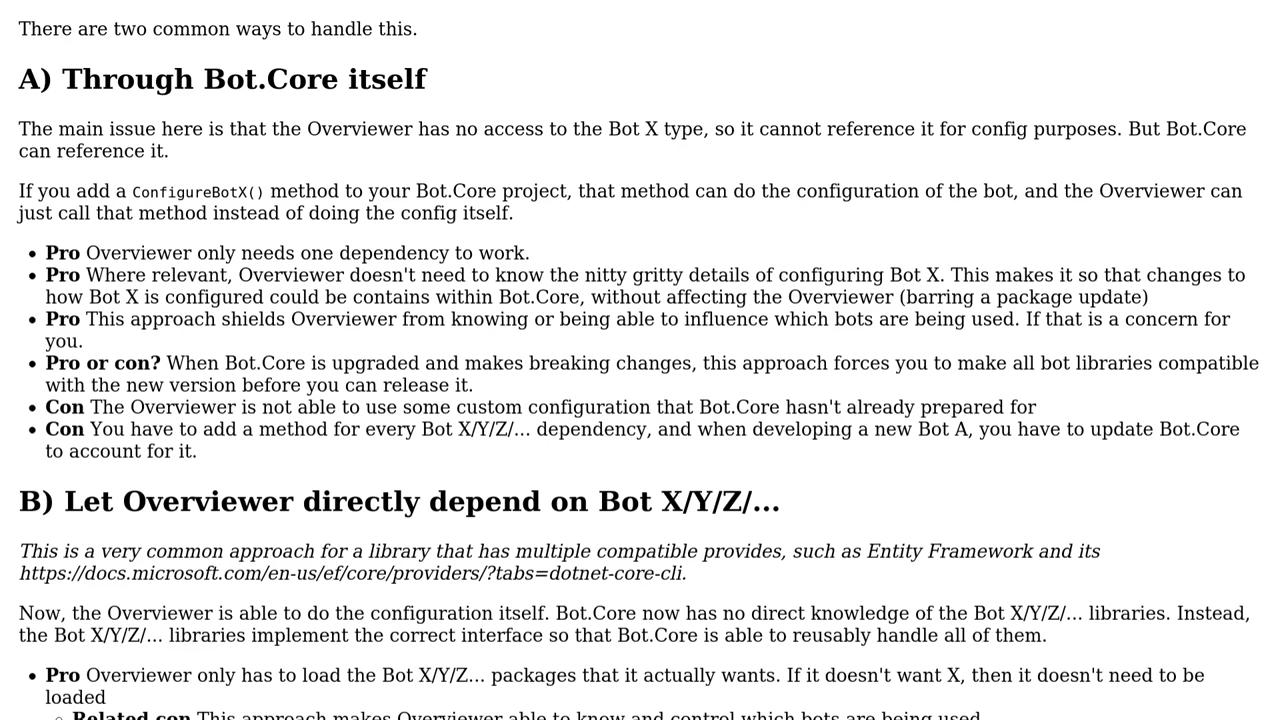 There are two common ways to handle this.
A) Through Bot.Core itself
The main issue here is that the Overviewer has no access to the Bot X type, so it cannot reference it for config purposes. But Bot.Core
can reference it.
If you add a ConfigureBotX() method to your Bot.Core project, that method can do the configuration of the bot, and the Overviewer can
just call that method instead of doing the config itself.
• Pro Overviewer only needs one dependency to work.
• Pro Where relevant, Overviewer doesn't need to know the nitty gritty details of configuring Bot X. This makes it so that changes to
how Bot X is configured could be contains within Bot.Core, without affecting the Overviewer (barring a package update)
• Pro This approach shields Overviewer from knowing or being able to influence which bots are being used. If that is a concern for
you.
• Pro or con? When Bot.Core is upgraded and makes breaking changes, this approach forces you to make all bot libraries compatible
with the new version before you can release it.
• Con The Overviewer is not able to use some custom configuration that Bot.Core hasn't already prepared for
• Con You have to add a method for every Bot X/Y/Z/... dependency, and when developing a new Bot A, you have to update Bot.Core
to account for it.
B) Let Overviewer directly depend on Bot X/Y/Z/...
This is a very common approach for a library that has multiple compatible provides, such as Entity Framework and its
https://docs.microsoft.com/en-us/ef/core/providers/?tabs=dotnet-core-cli.
Now, the Overviewer is able to do the configuration itself. Bot.Core now has no direct knowledge of the Bot X/Y/Z/... libraries. Instead,
the Bot X/Y/Z/... libraries implement the correct interface so that Bot.Core is able to reusably handle all of them.
• Pro Overviewer only has to load the Bot X/Y/Z... packages that it actually wants. If it doesn't want X, then it doesn't need to be
loaded
◦ Related con This approach makes Overviewer able to know and control which bots are being used